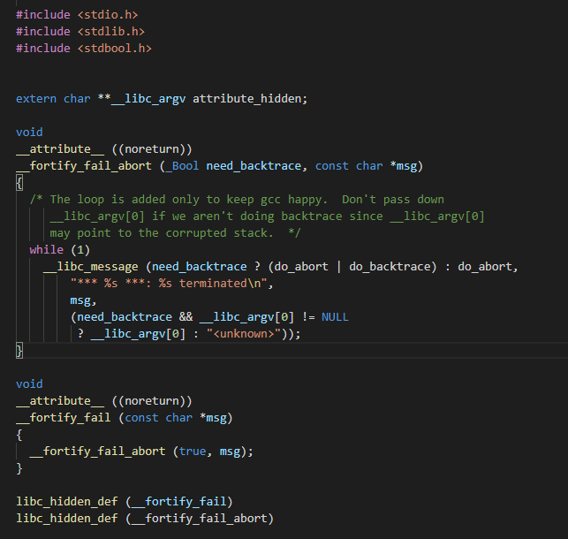 #include <stdio.h>
#include <stdlib.h>
#include <stdbool.h>
extern char **__libc_argv attribute_hidden;
void
__attribute__ ((noreturn))
__fortify_fail_abort (_Bool need_backtrace, const char *msg)
{
/* The loop is added only to keep gcc happy.  Don't pass down
__libc_argv[0] if we aren't doing backtrace since __libc_argv[0]
may point to the corrupted stack.  */
while (1)
__libc_message (need_backtrace ? (do_abort | do_backtrace) : do_abort,
"*** %s ***: %s terminated\n",
msg,
(need_backtrace && __libc_argv[0] != NULL
? __libc_argv[0] : "<unknown>"));
}
void
__attribute__ ((noreturn))
__fortify_fail (const char *msg)
{
__fortify_fail_abort (true, msg);
}
libc_hidden_def (__fortify_fail)
libc_hidden_def (__fortify_fail_abort)